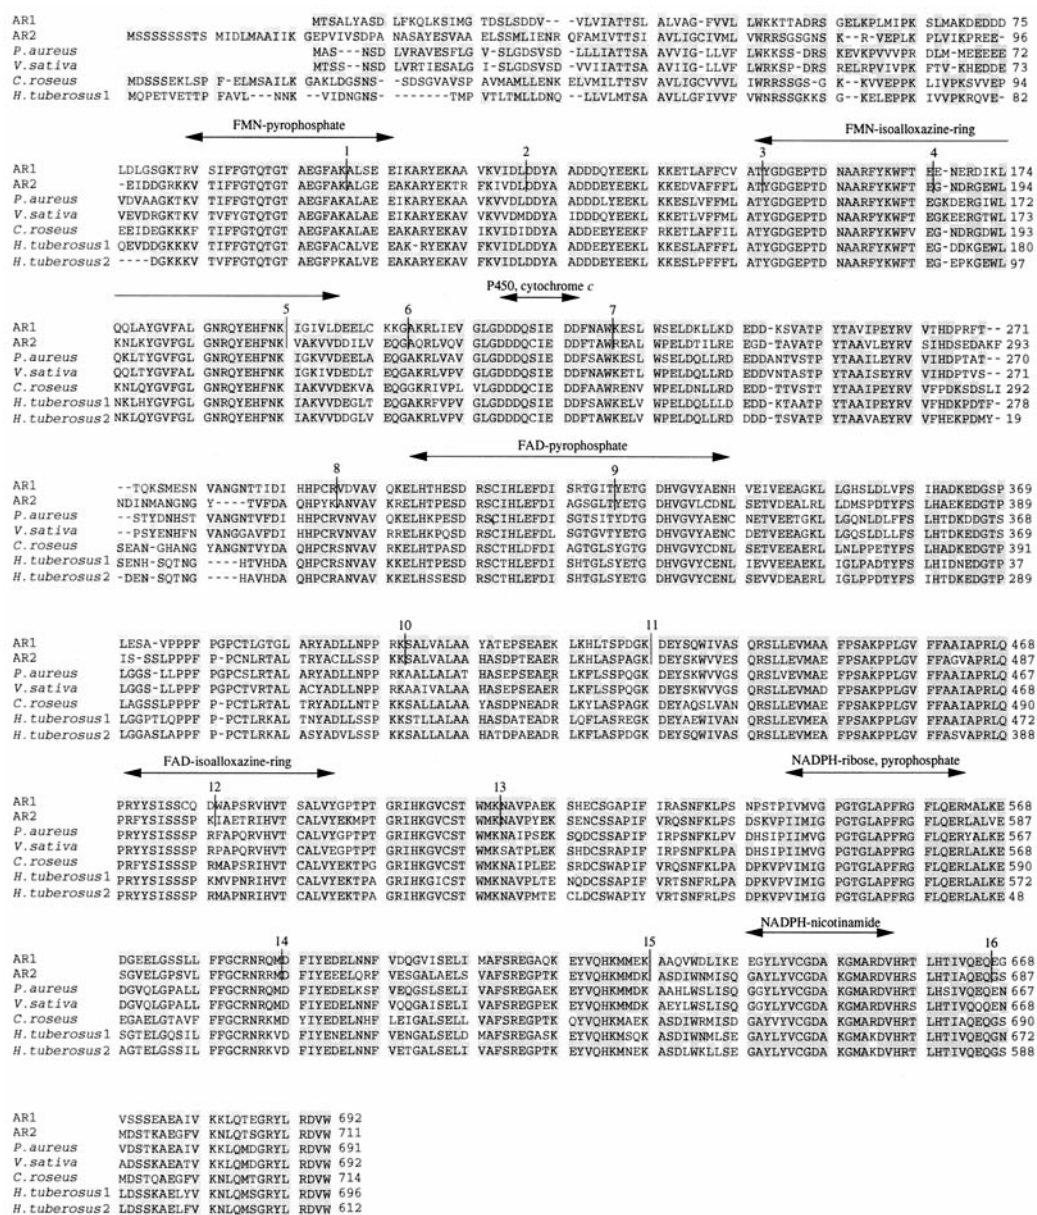 AR1 MTSALYASD LFKQLKSIMG TDSLSDDV-- VLVIATTSL ALVAG-FVVL LWKKTTADRS GELKPLMIPK SLMAKDEDDD 75
AR2 MSSSSSSSTS MIDLMAAIIK GEPVIVSDPA NASAYESVAA ELSSMLIENR QFAMIVTTSI AVLIGCIVML VWRRSGSGNS K--R-VEPLK PLVIKPREE- 96
P.aureus MAS---NSD LVRAVESFLG V-SLGDSVSD- LLLIATTSA AVVIG-LLVF LWKKSSDRS KEVKPVVVPR DLM-MEEEEE 72
V.sativa MTSS--NSD LVRTIESALG I-SLGDSVSD- VVIIATTSA AVIIG-LLVF LWKKSP-DRS RELRPVIVPK FTV-KHEDDE 73
C.roseus MDSSSEKLSP F-ELMSAILK GAKLDGSNS- -SDSGVAVSP AVMAMLLENK ELVMILTTSV AVLIGCVVVL IWRRSSGS-G K--KVVEPPK LIVPKSVVEP 94
H.tuberosus1 MQPETVETTP FAVL---NNK -VIDNGNS- ----TMP VTLTMLLDNQ -LLVLMTSA AVLLGFIVVF VWNRSSGKKS G--KELEPPK IIVPKRQVE- 82
FMN-pyrophosphate FMN-isoalloxazine-ring
1 2 3 4
AR1 LDLGSGKTRV SIFFGTQTGT AEGFAKALSE EIKARYEKAA VKVIDLDDYA ADDDQYEEKL KKETLAFFCV ATYGDGEPTD NAARFYKWFT EE-NERDIKL 174
AR2 -EIDDGRKKV TIFFGTQTGT AEGFAKALGE EAKARYEKTR FKIVDLDDYA ADDDEYEEKL KKEDVAFFFL ATYGDGEPTD NAARFYKWFT EG-NDRGEWL 194
P.aureus VDVAAGKTKV TIFYGTQTGT AEGFAKALAE EIKARYEKAA VKVVDLDDYA MDDDQYEEKL KKESLVFFML ATYGDGEPTD NAARFYKWFT EGKDEERGIWL 172
V.sativa VEVDRGKTKV TIFYGTQTGT AEGFAKALAE EIKARYEKAV VKVVDMDDYA IDDDQYEEKL KKETLVFFML ATYGDGEPTD NAARFYKWFT EGKEERGTWL 173
C.roseus EEIDEGKKKF TIFFGTQTGT AEGFAKALAE EAKARYEKAV IKVIDIDDYA ADDEEYEEKF RKETLAFFIL ATYGDGEPTD NAARFYKWFV EG-NDRGDWL 193
H.tuberosus1 QEVDDGKKKV TVFFGTQTGT AEGFACALVE EAK-RYEKAV FKVIDLDDYA ADDEEYEEKL KKESLAFFFL ATYGDGEPTD NAARFYKWFT EG-DDKGEWL 180
H.tuberosus2 ----DGKKKV TVFFGTQTGT AEGFPKALVE EAKARYEKAV FKVIDLDDYA ADDDEYEEKL KKESLPFFFL ATYGDGEPTD NAARFYKWFT EG-EPKGEWL 97
P450, cytochrome c
5 6 7
AR1 QQLAYGVFAL GNRQYEHFNK IGIVLDEELC KKGAKRLIEV GLGDDDQSIE DDFNAWKESL WSELDKLLKD EDD-KSVATP YTAVIPEYRV VTHDPRFT-- 271
AR2 KNLKYGVFGL GNRQYEHFNK VAKVVDDILV EQGAQRLVQV GLGDDDQCIE DDFTAWREAL WPELDTILRE EGD-TAVATP YTAAVLEYRV SIHDSEDAKF 293
P.aureus QKLTYGVFGL GNRQYEHFNK IGKVVDEELA EQGAKRLVAV GLGDDDQSIE DDFSAWKESL WSELDQLLRD EDDANTVSTP YTAAILEYRV VIHDPTAT-- 270
V.sativa QQLTYGVFGL GNRQYEHFNK IGKIVDEDLT EQGAKRLVPV GLGDDDQSIE DDFNAWKETL WPELDQLLRD EDDVNTASTP YTAAISEYRV VIHDPTVS-- 271
C.roseus KNLQYGVFGL GNRQYEHFNK IAKVVDEKVA EQGGKRIVPL VLGDDDQCIE DDFAAWRENV WPELDNLLRD EDDTTVSTT YTAAIPEYRV VFPDKSDSLI 292
H.tuberosus1 NKLHYGVFGL GNRQYEHFNK IAKVVDEGLTE EQGAKRFVPV GLGDDDQCIE DDFTAWKELV WPELDQLLLD EDD-KTAATP YTAAIPEYRV VFHDKPDTF- 278
H.tuberosus2 NKLQYGVFGL GNRQYEHFNK IAKVVDDGLV EQGAKRLVPV GLGDDDQCIE DDFTAWKELV WPELDQLLRD EDD-TSVATP YTAAVAEYRV VFHEKPDMY- 19
FAD-pyrophosphate
8 9
AR1 --TQKSMESN VANGNTTIDI HHPCRVDVAV QKELHTHESD RSCIHLEFDI SRTGITYETG DHVGVYAENH VEIVEEAGKL LGHSLDLVFS IHADKEDGSP 369
AR2 NDINMANGNG Y----TVFDA QHPYKANVAV KRELHTPESD RSCIHLEFDI AGSGLTYETG DHVGVLCDNL SETVDEALRL LDMSPDTYFS LHAEKEDGTP 389
P.aureus -STYDNHST VANGNTVFDI HHPCRVNVAV QKELHKPESD RSCIHLEFDI SGTSITYDTG DHVGVYAENC NETVEETGKL LGQNLDLFFS LHTDKDDGTS 368
V.sativa --PSYENHFN VANGGAVFDI HHPCRVNVAV RRELHKPQSD RSCIHLEFDL SGTGVTYETG DHVGVYADNC DETVEEAGKL LGQSLDLLFS LHTDKEDGTS 369
C.roseus SEAN-GHANG YANGNTVYDA QHPCRSNVAV RKELHTPASD RSCTHLDFDI AGTGLSYGTG DHVGVYCDNL SETVEEAERL LNLPPETYFS LHADKEDGTP 391
H.tuberosus1 SENH-SQTNG ----HTVHDA QHPCRSNVAV KKELHTPESD RSCTHLEFDI SHTGLSYETG DHVGVYCENL IEVVEEAEKL IGLPADTYFS LHIDNEDGTP 37
H.tuberosus2 -DEN-SQTNG ----HAVHDA QHPCRANVAV KKELHSSESD RSCTHLEFDI SHTGLSYETG DHVGVYCENL SEVVDEAERL IGLPPDTYFS IHTDKEDGTP 289
10 11
AR1 LESA-VPPPF PGPCTLGTGL ARYADLLNPP RKSALVALAA YATEPSEAEK LKHLTSPDGK DEYSQWIVAS QRSLLEVMAA FPSAKPPLGV FFAAIAPRLQ 468
AR2 IS-SSLPPPF P-PCNLRTAL TRYACLLSSP KKSALVALAA HASDPTEAER LKHLASPAGK DEYSKWVVES QRSLLEVMAE FPSAKPPLGV FFAGVAPRLQ 487
P.aureus LGGS-LLPPF PGPCSLRTAL ARYADLLNPP RKAALLALAT HASEPSEAER LKFLSSPQGK DEYSKWVVGS QRSLVEVMAE FPSAKPPLGV FFAAIAPRLQ 467
V.sativa LGGS-LLPPF PGPCTVRTAL ACYADLLNPP RKAAIVALAA HASEPSEAER LKFLSSPQGK DEYSKWVVGS QRSLLEVMAD FPSAKPPLGV FFAAIAPRLQ 468
C.roseus LAGSSLPPPF P-PCTLRTAL TRYADLLNTP KKSALLALAA YASDPNEADR LKYLASPAGK DEYAQSLVAN QRSLLEVMAE FPSAKPPLGV FFAAIAPRLQ 490
H.tuberosus1 LGGPTLQPPF P-PCTLRKAL TNYADLLSSP KKSTLLALAA HASDATEADR LQFLASREGK DEYAEWIVAN QRSLLEVMEA FPSAKPPLGV FFAAIAPRLQ 472
H.tuberosus2 LGGASLAPPF P-PCTLRKAL ASYADVLSSP KKSALLALAA HATDPAEADR LKFLASPAGK DEYSQWIVAS QRSLLEVMEA FPSAKPPLGV FFASVAPRLQ 388
FAD-isoalloxazine-ring NADPH-ribose, pyrophosphate
12 13
AR1 PRYYSISSCQ DWAPSRVHVT SALVYGPTPT GRIHKGVCST WMKNAVPAEK SHECSGAPIF IRASNFKLPS NPSTPIVMVG PGTGLAPFRG FLQERMALKE 568
AR2 PRFYSISSSP KIAETRIHVT CALVYEKMPT GRIHKGVCST WMKNAVPYEK SENCSSAPIF VRQSNFKLPS DSKVPIIMIG PGTGLAPFRG FLQERLALVE 587
P.aureus PRYYSISSSP RFAPQRVHVT CALVYGPTPT GRIHKGVCST WMKNAIPSEK SQDCSSAPIF IRPSNFKLPV DHSIPIIMVG PGTGLAPFRG FLQERYALKE 567
V.sativa PRYYSISSSP RPAPQRVHVT CALVEGPTPT GRIHKGVCST WMKSATPLEK SHDCSRAPIF IRPSNFKLPA DHSIPIIMVG PGTGLAPFRG FLQERLALKE 568
C.roseus PRFYSISSSP RMAPSRIHVT CALVYEKTPG GRIHKGVCST WMKNAIPLEE SRDCSWAPIF VRQSNFKLPA DPKVPVIMIG PGTGLAPFRG FLQERLALKE 590
H.tuberosus1 PRYYSISSSP KMVPNRIHVT CALVYEKTPA GRIHKGICST WMKNAVPLTE NQDCSSAPIF VRTSNFRLPA DPKVPVIMIG PGTGLAPFRG FLQERLALKE 572
H.tuberosus2 PRYYSISSSP RMAPNRIHVT CALVYEKTPA GRIHKGVCST WMKNAVPMTE CLDCSWAPIY VRTSNFRLPS DPKVPVIMIG PGTGLAPFRG FLQERLALKE 48
NADPH-nicotinamide
14 15 16
AR1 DGEELGSSLL FFGCRNRQMD FIYEDELNNF VDQGVISELI MAFSREGAQK EYVQHKMMEK AAQVWDLIKE EGYLYVCGDA KGMARDVHRT LHTIVQEQEG 668
AR2 SGVELGPSVL FFGCRNRRMD FIYEEELQRF VESGALAELS VAFSREGPTK EYVQHKMMDK ASDIWNMISQ GAYLYVCGDA KGMARDVHRS LHTIAQEQGS 687
P.aureus DGVQLGPALL FFGCRNRQMD FIYEDELKSF VEQGSLSELI VAFSREGAEK EYVQHKMMDK AAHLWSLISQ GGYLYVCGDA KGMARDVHRT LHSIVQEQEN 667
V.sativa DGVQLGPALL FFGCRNRQMD FIYEDELNNF VQQGAISELI VAFSREGPEK EYVQHKMMDK AEYLWSLISQ GGYLYVCGDA KGMARDVHRS LHTIVQQQEN 668
C.roseus EGAELGTAVF FFGCRNRKMD YIYEDELNHF LEIGALSELL VAFSREGPTK QYVQHKMAEK ASDIWRMISD GAYVYVCGDA KGMARDVHRT LHTIAQEQGS 690
H.tuberosus1 SGTELGQSIL FFGCRNRKVD FIYENELNNF VENGALSELD MAFSREGASK EYVQHKMSQK ASDIWNMLSE GAYLYVCGDA KGMAKDVHRT LHTIVQEQGN 672
H.tuberosus2 AGTELGSSIL FFGCRNRKVD FIYEDELNNF VETGALSELI VAFSREGPTK EYVQHKMNEK ASDLWKLLSE GAYLYVCGDA KGMAKDVHRT LHTIVQEQGS 588
AR1 VSSSEAEAIV KKLQTEGRYL RDVW 692
AR2 MDSTKAEGFV KNLQTSGRYL RDVW 711
P.aureus VDSTKAEAIV KKLQMDGRYL RDVW 691
V.sativa ADSSKAEATV KKLQMDGRYL RDVW 692
C.roseus MDSTQAEGFV KNLQMTGRYL RDVW 714
H.tuberosus1 LDSSKAELYV KNLQMSGRYL RDVW 696
H.tuberosus2 LDSSKAELFV KNLQMSGRYL RDVW 612